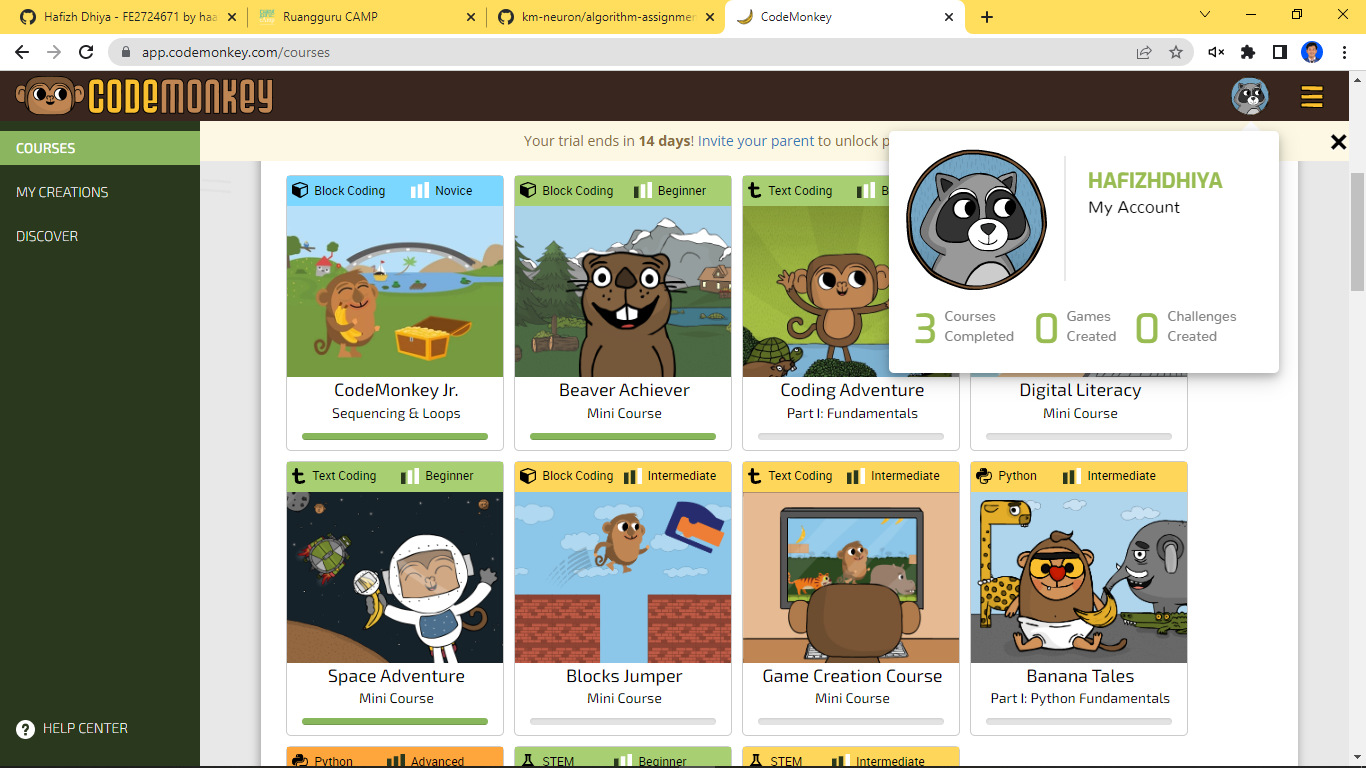 Hafizh Dhiya - FE2724671 by haa
Ruangguru CAMP
km-neuron/algorithm-assignmen
CodeMonkey
app.codemonkey.com/courses
CODEMONKEY
COURSES
MY CREATIONS
DISCOVER
HELP CENTER
Your trial ends in 14 days! Invite your parent to unlock p
HAFIZHDHIYA
My Account
3 Courses Completed
0 Games Created
0 Challenges Created
Block Coding Novice
CodeMonkey Jr.
Sequencing & Loops
Block Coding Beginner
Beaver Achiever
Mini Course
Text Coding B
Coding Adventure
Part I: Fundamentals
Digital Literacy
Mini Course
Text Coding Beginner
Space Adventure
Mini Course
Block Coding Intermediate
Blocks Jumper
Mini Course
Text Coding Intermediate
Game Creation Course
Mini Course
Python Intermediate
Banana Tales
Part I: Python Fundamentals
Python Advanced
STEM Beginner
STEM Intermediate